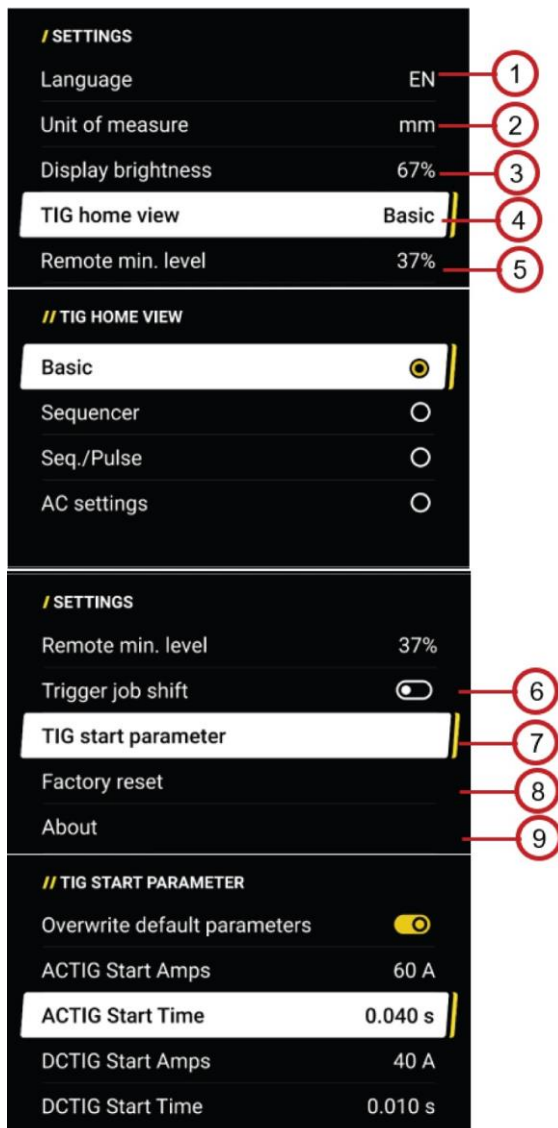 / SETTINGS
Language EN 1
Unit of measure mm 2
Display brightness 67% 3
TIG home view Basic 4
Remote min. level 37% 5
// TIG HOME VIEW
Basic
Sequencer
Seq./Pulse
AC settings
/ SETTINGS
Remote min. level 37%
Trigger job shift 6
TIG start parameter 7
Factory reset 8
About 9
// TIG START PARAMETER
Overwrite default parameters
ACTIG Start Amps 60 A
ACTIG Start Time 0.040 s
DCTIG Start Amps 40 A
DCTIG Start Time 0.010 s